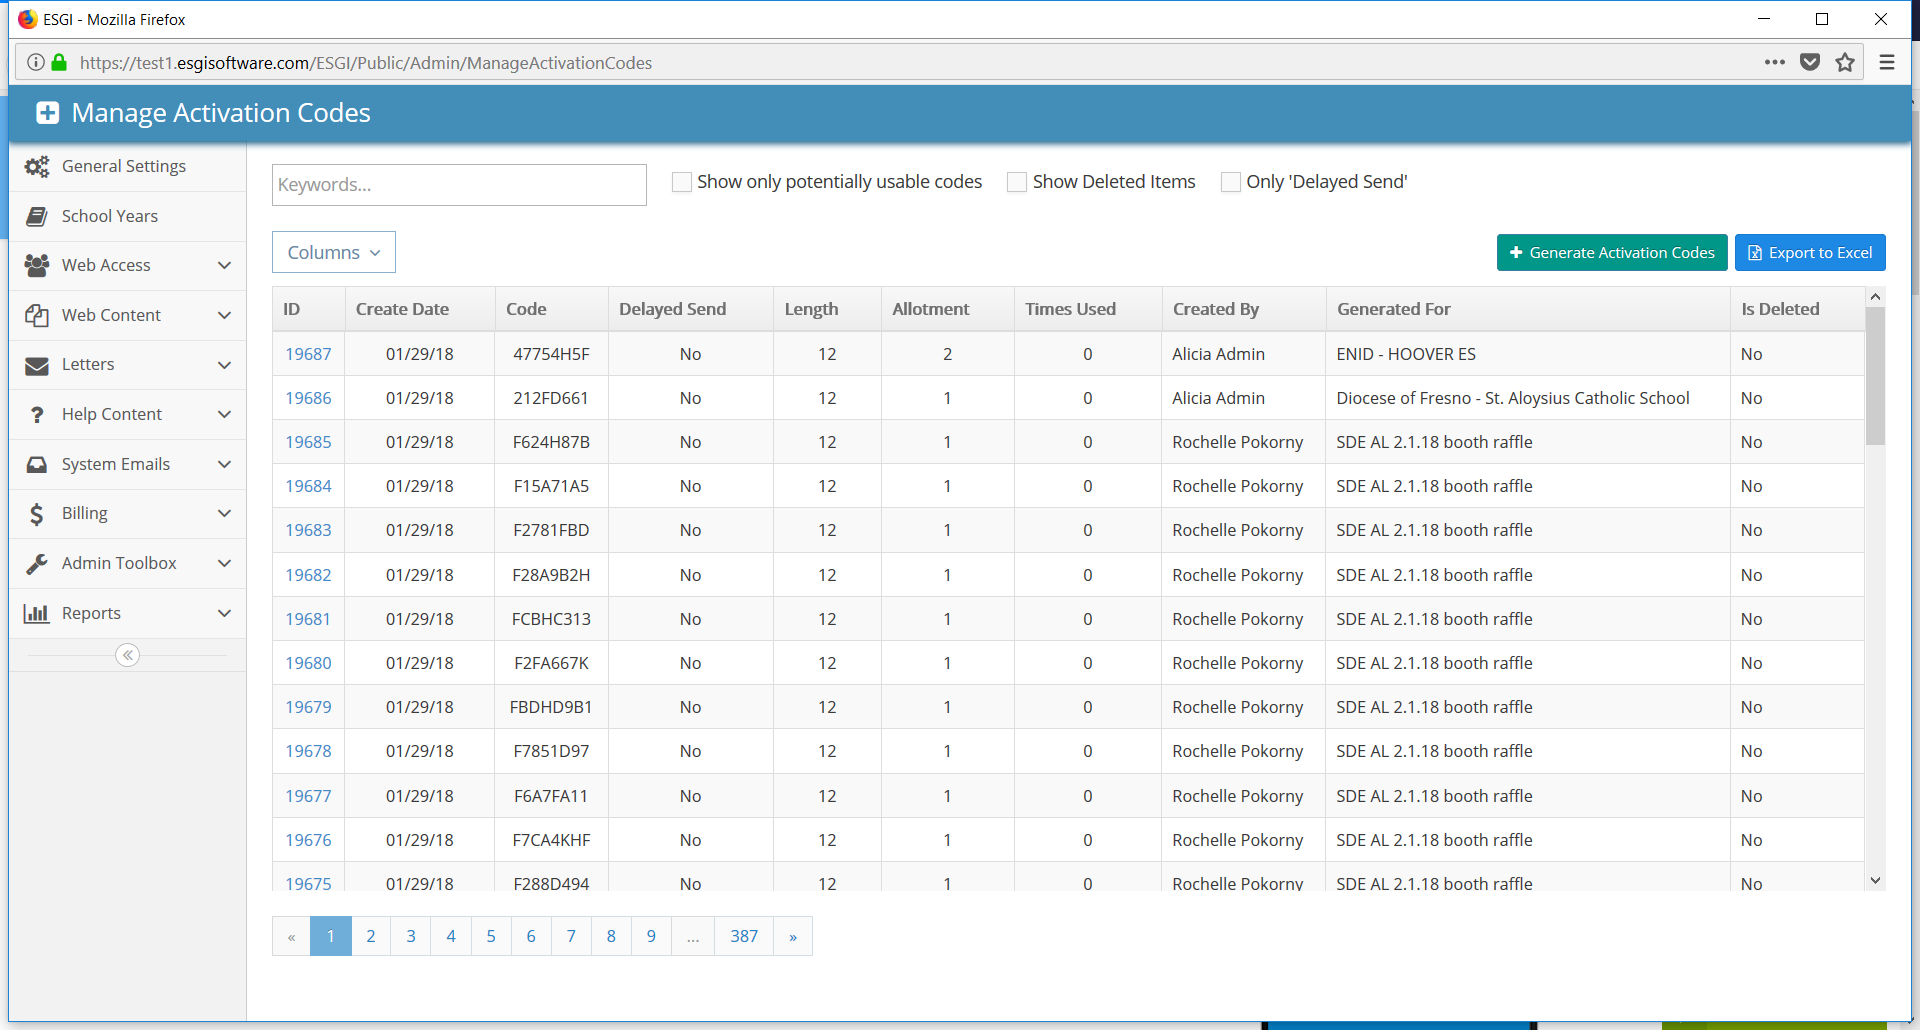 ESGI - Mozilla Firefox
https://test1.esgisoftware.com/ESGI/Public/Admin/ManageActivationCodes
Manage Activation Codes
General Settings
School Years
Web Access
Web Content
Letters
Help Content
System Emails
Billing
Admin Toolbox
Reports
Keywords...
Show only potentially usable codes
Show Deleted Items
Only 'Delayed Send'
Columns
Generate Activation Codes
Export to Excel
ID Create Date Code Delayed Send Length Allotment Times Used Created By Generated For Is Deleted
19687 01/29/18 47754H5F No 12 2 0 Alicia Admin ENID - HOOVER ES No
19686 01/29/18 212FD661 No 12 1 0 Alicia Admin Diocese of Fresno - St. Aloysius Catholic School No
19685 01/29/18 F624H87B No 12 1 0 Rochelle Pokorny SDE AL 2.1.18 booth raffle No
19684 01/29/18 F15A71A5 No 12 1 0 Rochelle Pokorny SDE AL 2.1.18 booth raffle No
19683 01/29/18 F2781FBD No 12 1 0 Rochelle Pokorny SDE AL 2.1.18 booth raffle No
19682 01/29/18 F28A9B2H No 12 1 0 Rochelle Pokorny SDE AL 2.1.18 booth raffle No
19681 01/29/18 FCBHC313 No 12 1 0 Rochelle Pokorny SDE AL 2.1.18 booth raffle No
19680 01/29/18 F2FA667K No 12 1 0 Rochelle Pokorny SDE AL 2.1.18 booth raffle No
19679 01/29/18 FBDHD9B1 No 12 1 0 Rochelle Pokorny SDE AL 2.1.18 booth raffle No
19678 01/29/18 F7851D97 No 12 1 0 Rochelle Pokorny SDE AL 2.1.18 booth raffle No
19677 01/29/18 F6A7FA11 No 12 1 0 Rochelle Pokorny SDE AL 2.1.18 booth raffle No
19676 01/29/18 F7CA4KHF No 12 1 0 Rochelle Pokorny SDE AL 2.1.18 booth raffle No
19675 01/29/18 F288D494 No 12 1 0 Rochelle Pokorny SDE AL 2.1.18 booth raffle No
« 1 2 3 4 5 6 7 8 9 ... 387 »